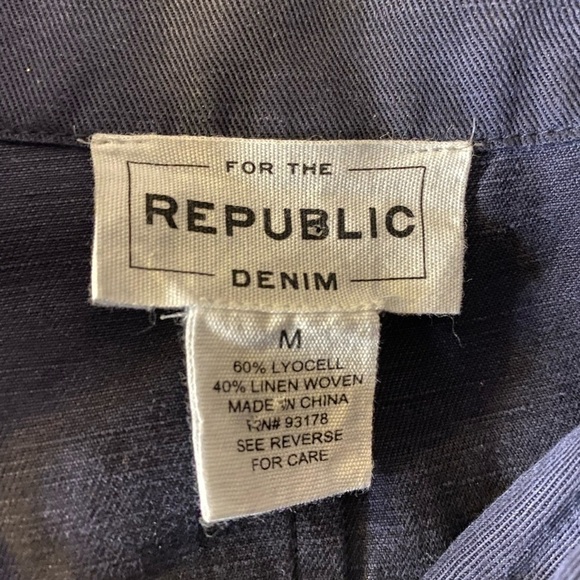 FOR THE
REPUBLIC
DENIM
M
60% LYOCELL
40% LINEN WOVEN
MADE IN CHINA
RN# 93178
SEE REVERSE
FOR CARE